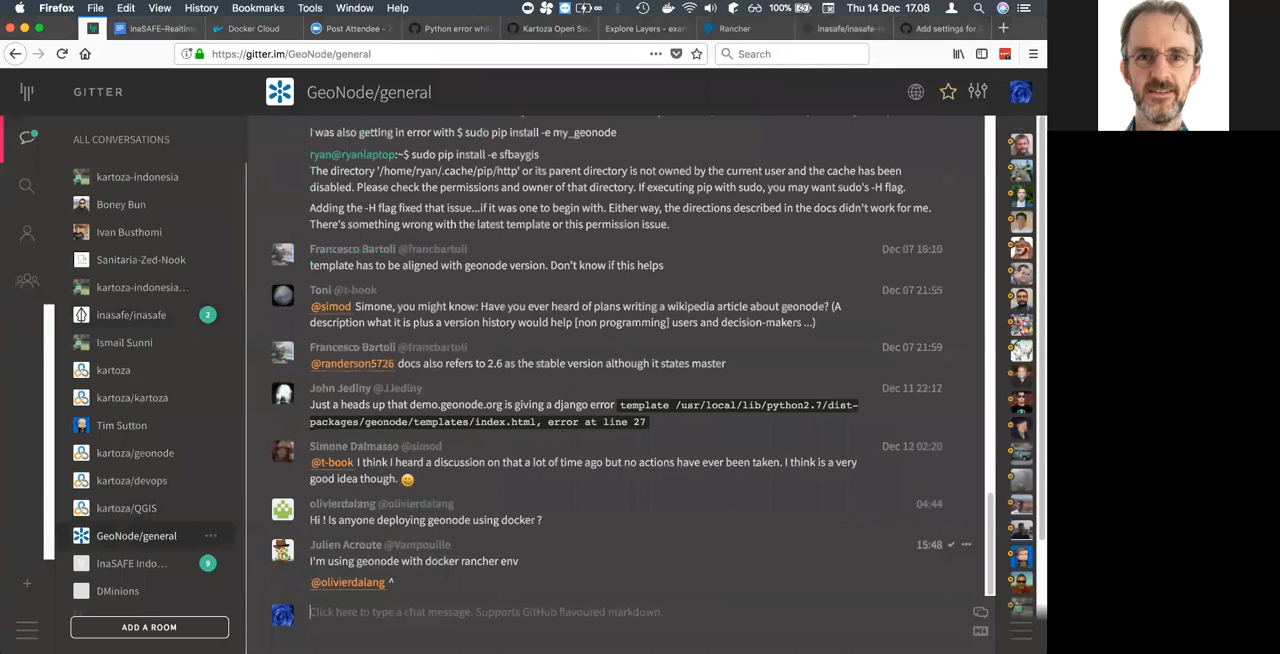 Firefox File Edit View History Bookmarks Tools Window Help 100% Thu 14 Dec 17.08
InaSAFE-Realtim Docker Cloud Post Attendee - Z Python error while Kartoza Open Sou Explore Layers - exam Rancher inasafe/inasafe-re Add settings for
https://gitter.im/GeoNode/general Search
GITTER
GeoNode/general
ALL CONVERSATIONS
kartoza-indonesia
Boney Bun
Ivan Busthomi
Sanitaria-Zed-Nook
kartoza-indonesia...
inasafe/inasafe 2
Ismail Sunni
kartoza
kartoza/kartoza
Tim Sutton
kartoza/geonode
kartoza/devops
kartoza/QGIS
GeoNode/general
InaSAFE Indo... 9
DMinions
ADD A ROOM
I was also getting in error with $ sudo pip install -e my_geonode
ryan@ryanlaptop:~$ sudo pip install -e sfbaygis
The directory '/home/ryan/.cache/pip/http' or its parent directory is not owned by the current user and the cache has been
disabled. Please check the permissions and owner of that directory. If executing pip with sudo, you may want sudo's -H flag.
Adding the -H flag fixed that issue...if it was one to begin with. Either way, the directions described in the docs didn't work for me.
There's something wrong with the latest template or this permission issue.
Francesco Bartoli @francbartoli Dec 07 15:10
template has to be aligned with geonode version. Don't know if this helps
Toni @t-book Dec 07 21:55
@simod Simone, you might know: Have you ever heard of plans writing a wikipedia article about geonode? (A
description what it is plus a version history would help [non programming] users and decision-makers ...)
Francesco Bartoli @francbartoli Dec 07 21:59
@randerson5726 docs also refers to 2.6 as the stable version although it states master
John Jediny @JJediny Dec 11 22:17
Just a heads up that demo.geonode.org is giving a django error template /usr/local/lib/python2.7/dist-
packages/geonode/templates/index.html, error at line 27
Simone Dalmasso @simod Dec 12 02:20
@t-book I think I heard a discussion on that a lot of time ago but no actions have ever been taken. I think is a very
good idea though.
olivierdalang @olivierdalang 04:44
Hi ! Is anyone deploying geonode using docker ?
Julien Acroute @Vampouille 15:48
I'm using geonode with docker rancher env
@olivierdalang ^
Click here to type a chat message. Supports GitHub flavoured markdown.